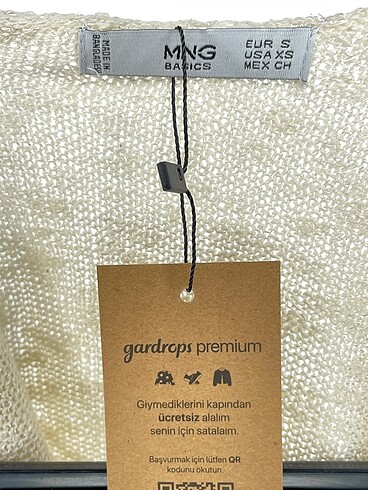 MADE IN
BANGLADESH
MNG
BASICS
EUR S
USA XS
MEX CH
gardrops premium
Giymediklerini kapından
ücretsiz alalım
senin için satalaım.
Başvurmak için lütfen QR
kodunu okutun.